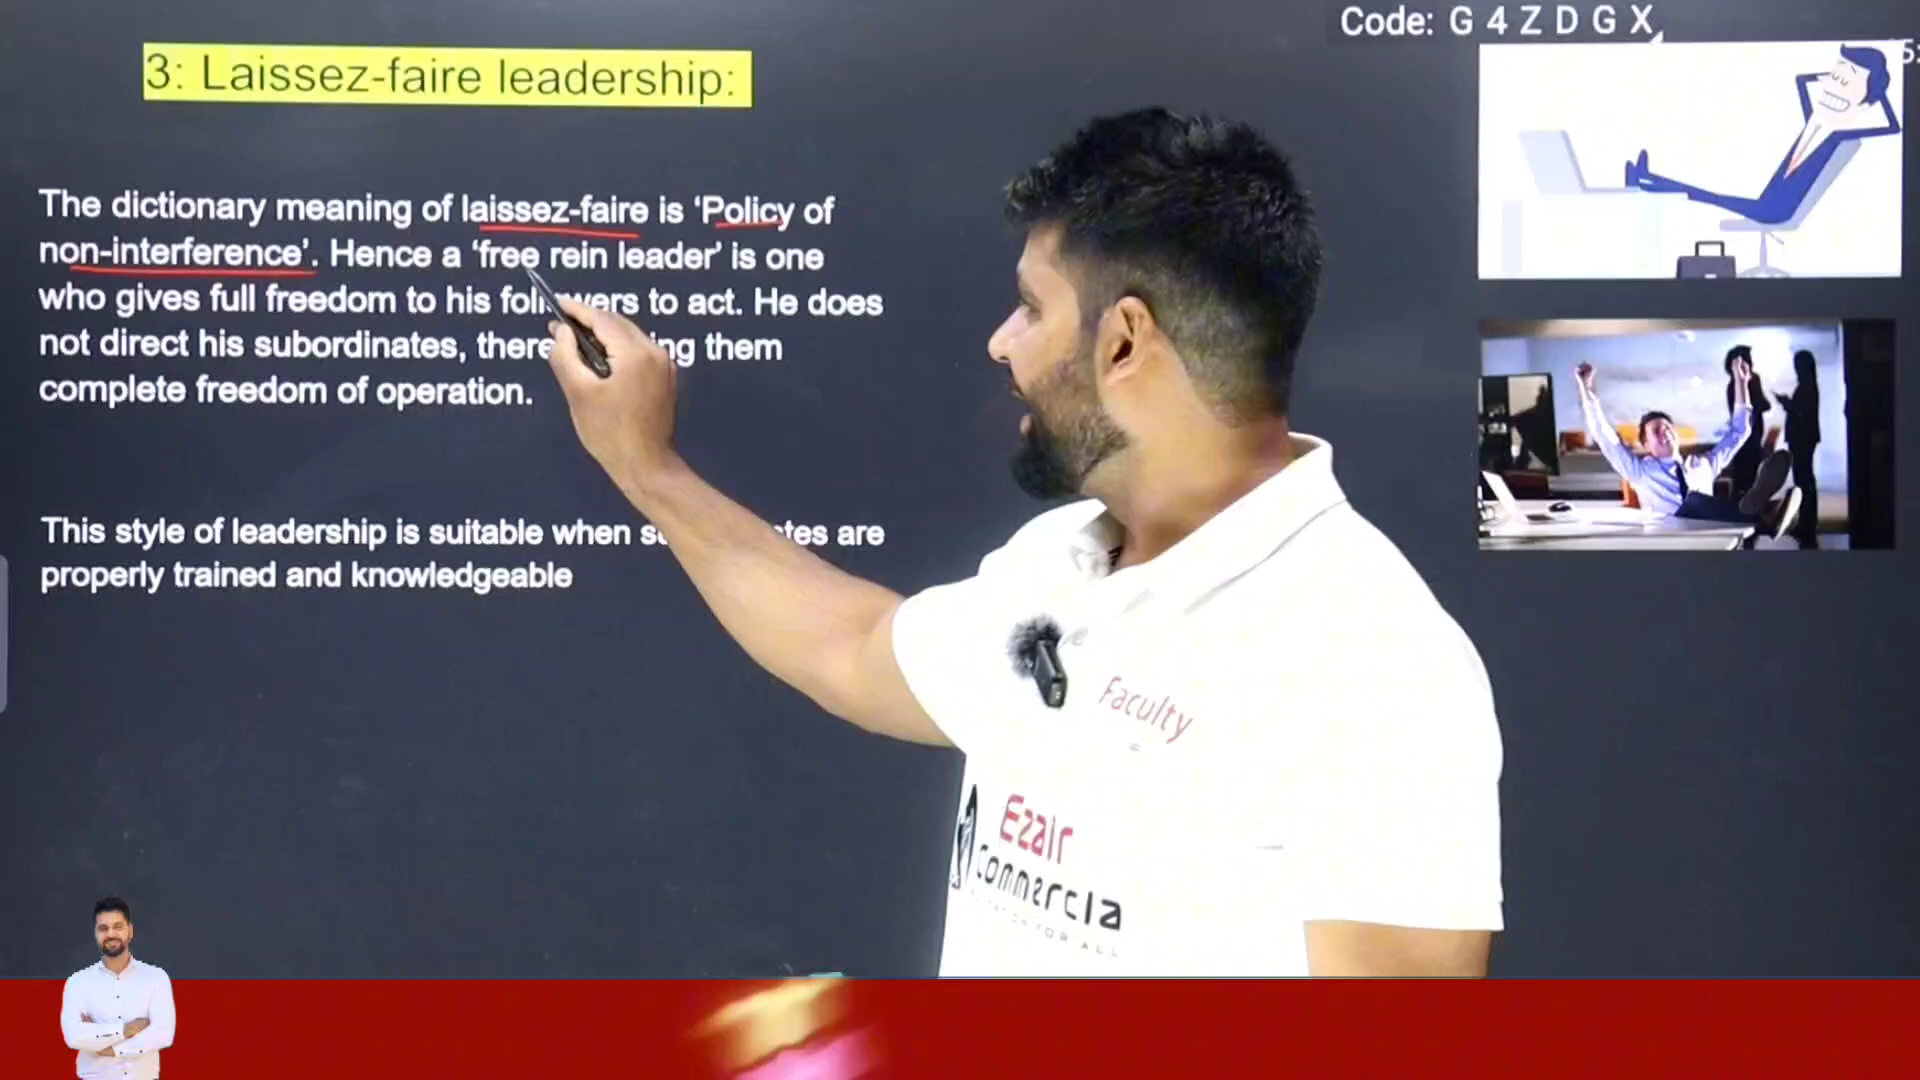 Code: G 4 Z D G X
3: Laissez-faire leadership:
The dictionary meaning of laissez-faire is ‘Policy of
non-interference’. Hence a ‘free rein leader’ is one
who gives full freedom to his followers to act. He does
not direct his subordinates, them
complete freedom of operation.
This style of leadership is suitable when are
properly trained and knowledgeable
Faculty
Ezair
Commercia
FOR ALL